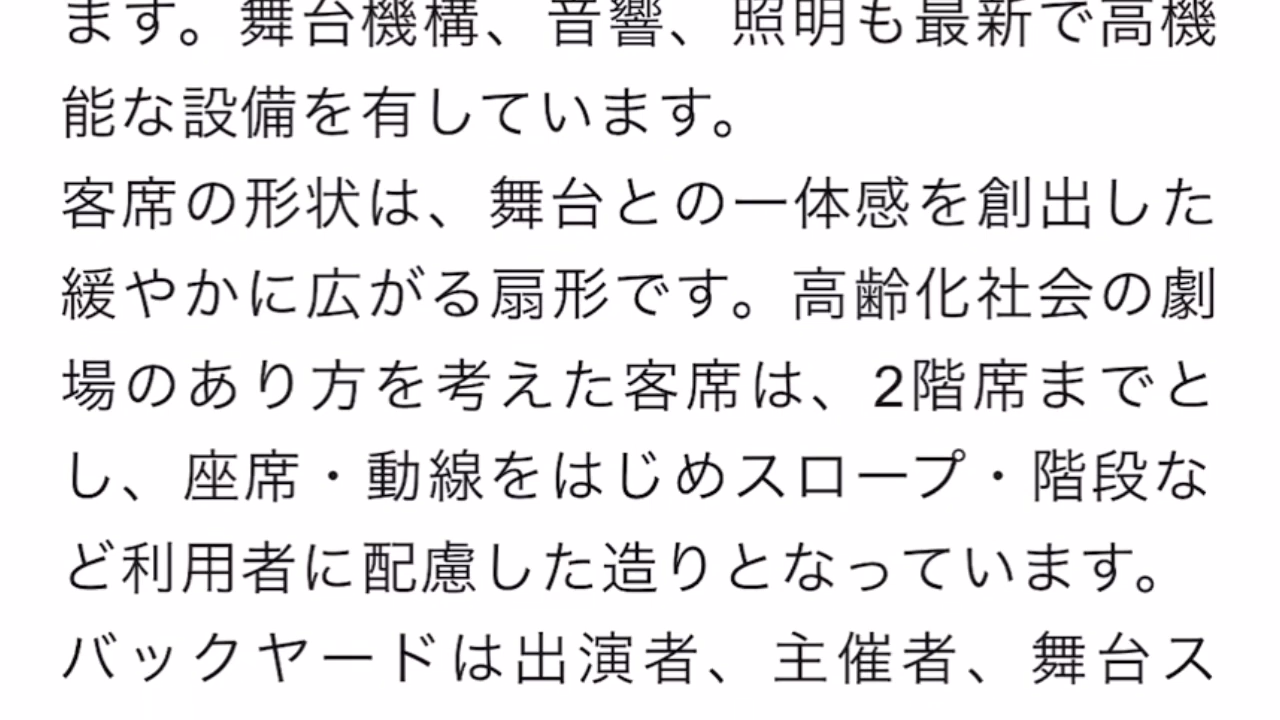 ます。舞台機構、音響、照明も最新で高機
能な設備を有しています。
客席の形状は、舞台との一体感を創出した
緩やかに広がる扇形です。高齢化社会の劇
場のあり方を考えた客席は、2階席までと
し、座席・動線をはじめスロープ・階段な
ど利用者に配慮した造りとなっています。
バックヤードは出演者、主催者、舞台ス